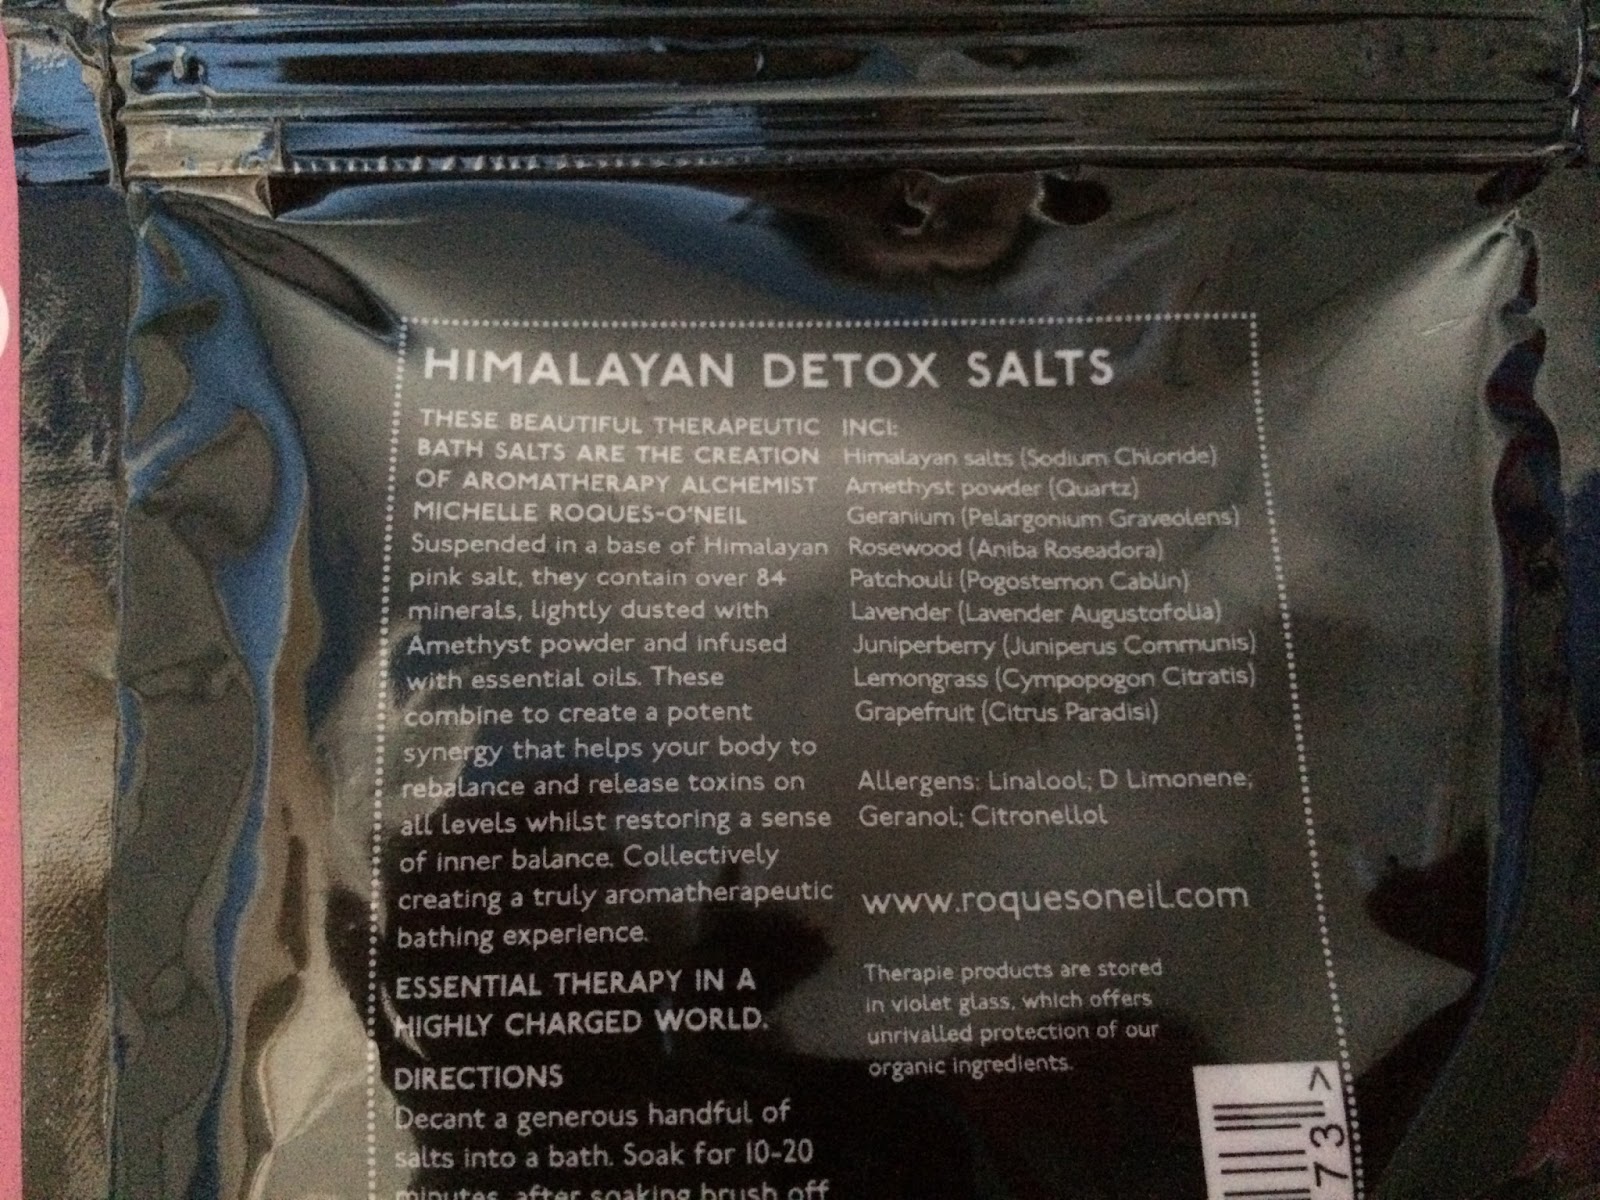 HIMALAYAN DETOX SALTS
THESE BEAUTIFUL THERAPEUTIC
BATH SALTS ARE THE CREATION
OF AROMATHERAPY ALCHEMIST
MICHELLE ROQUES-O'NEIL
Suspended in a base of Himalayan
pink salt, they contain over 84
minerals, lightly dusted with
Amethyst powder and infused
with essential oils. These
combine to create a potent
synergy that helps your body to
rebalance and release toxins on
all levels whilst restoring a sense
of inner balance. Collectively
creating a truly aromatherapeutic
bathing experience.
ESSENTIAL THERAPY IN A
HIGHLY CHARGED WORLD.
DIRECTIONS
Decant a generous handful of
salts into a bath. Soak for 10-20
minutes, after soaking brush off
INCI:
Himalayan salts (Sodium Chloride)
Amethyst powder (Quartz)
Geranium (Pelargonium Graveolens)
Rosewood (Aniba Roseadora)
Patchouli (Pogostemon Cablin)
Lavender (Lavender Augustofolia)
Juniperberry (Juniperus Communis)
Lemongrass (Cympopogon Citratis)
Grapefruit (Citrus Paradisi)
Allergens: Linalool; D Limonene;
Geranol; Citronellol
www.roquesoneil.com
Therapie products are stored
in violet glass, which offers
unrivalled protection of our
organic ingredients.
73 >